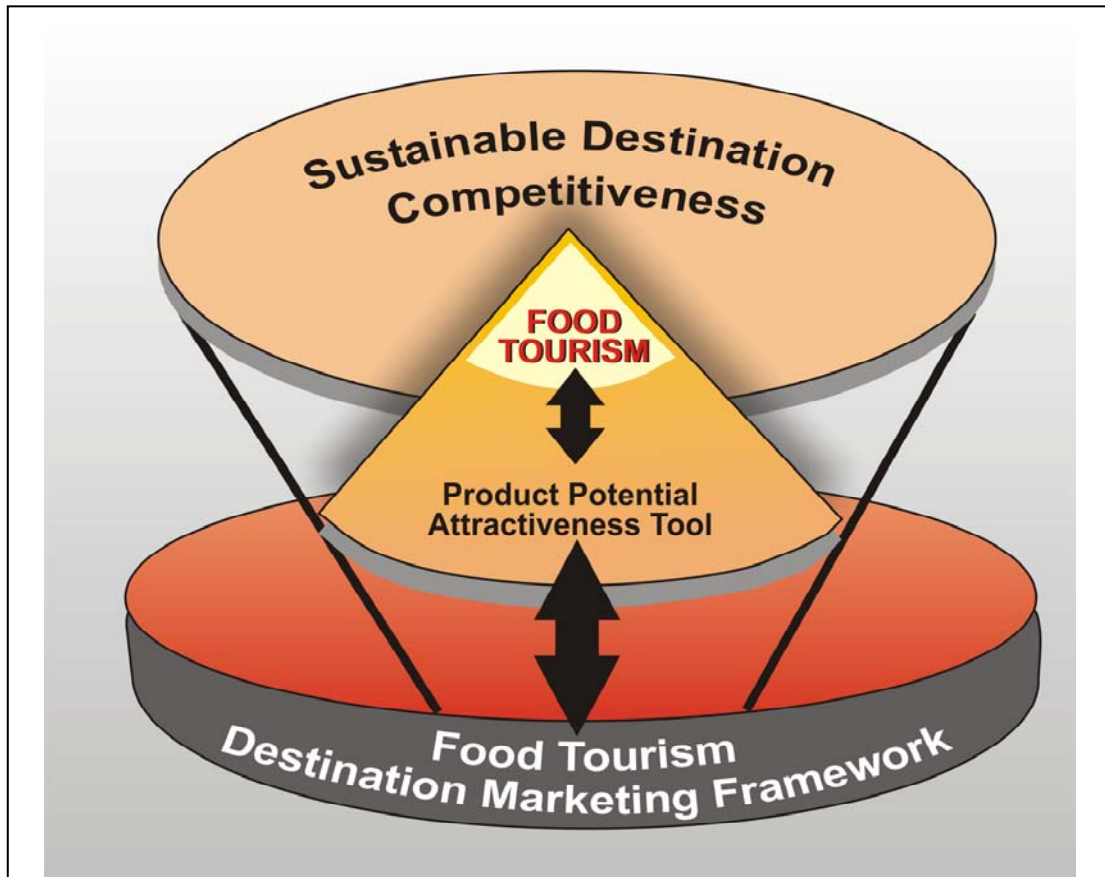 Sustainable Destination
Competitiveness
FOOD
TOURISM
Product Potential
Attractiveness Tool
Food Tourism
Destination Marketing Framework